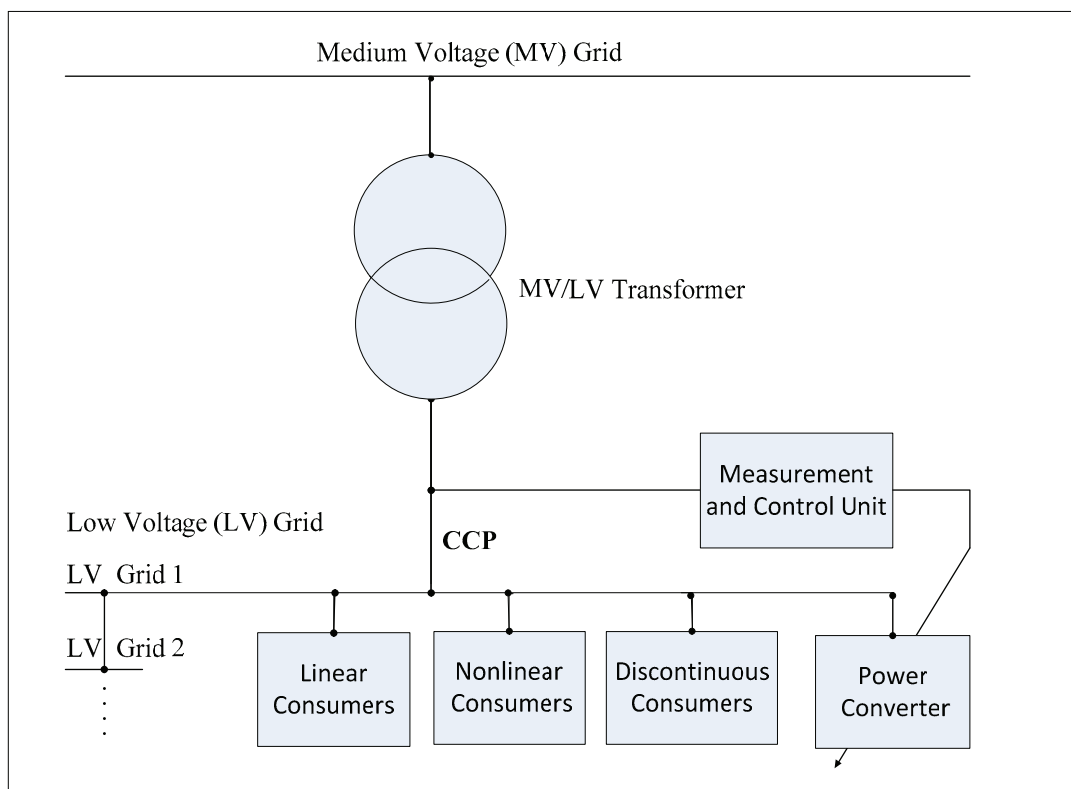 Medium Voltage (MV) Grid
MV/LV Transformer
Measurement
and Control Unit
Low Voltage (LV) Grid
CCP
LV Grid 1
LV Grid 2
Linear
Consumers
Nonlinear
Consumers
Discontinuous
Consumers
Power
Converter